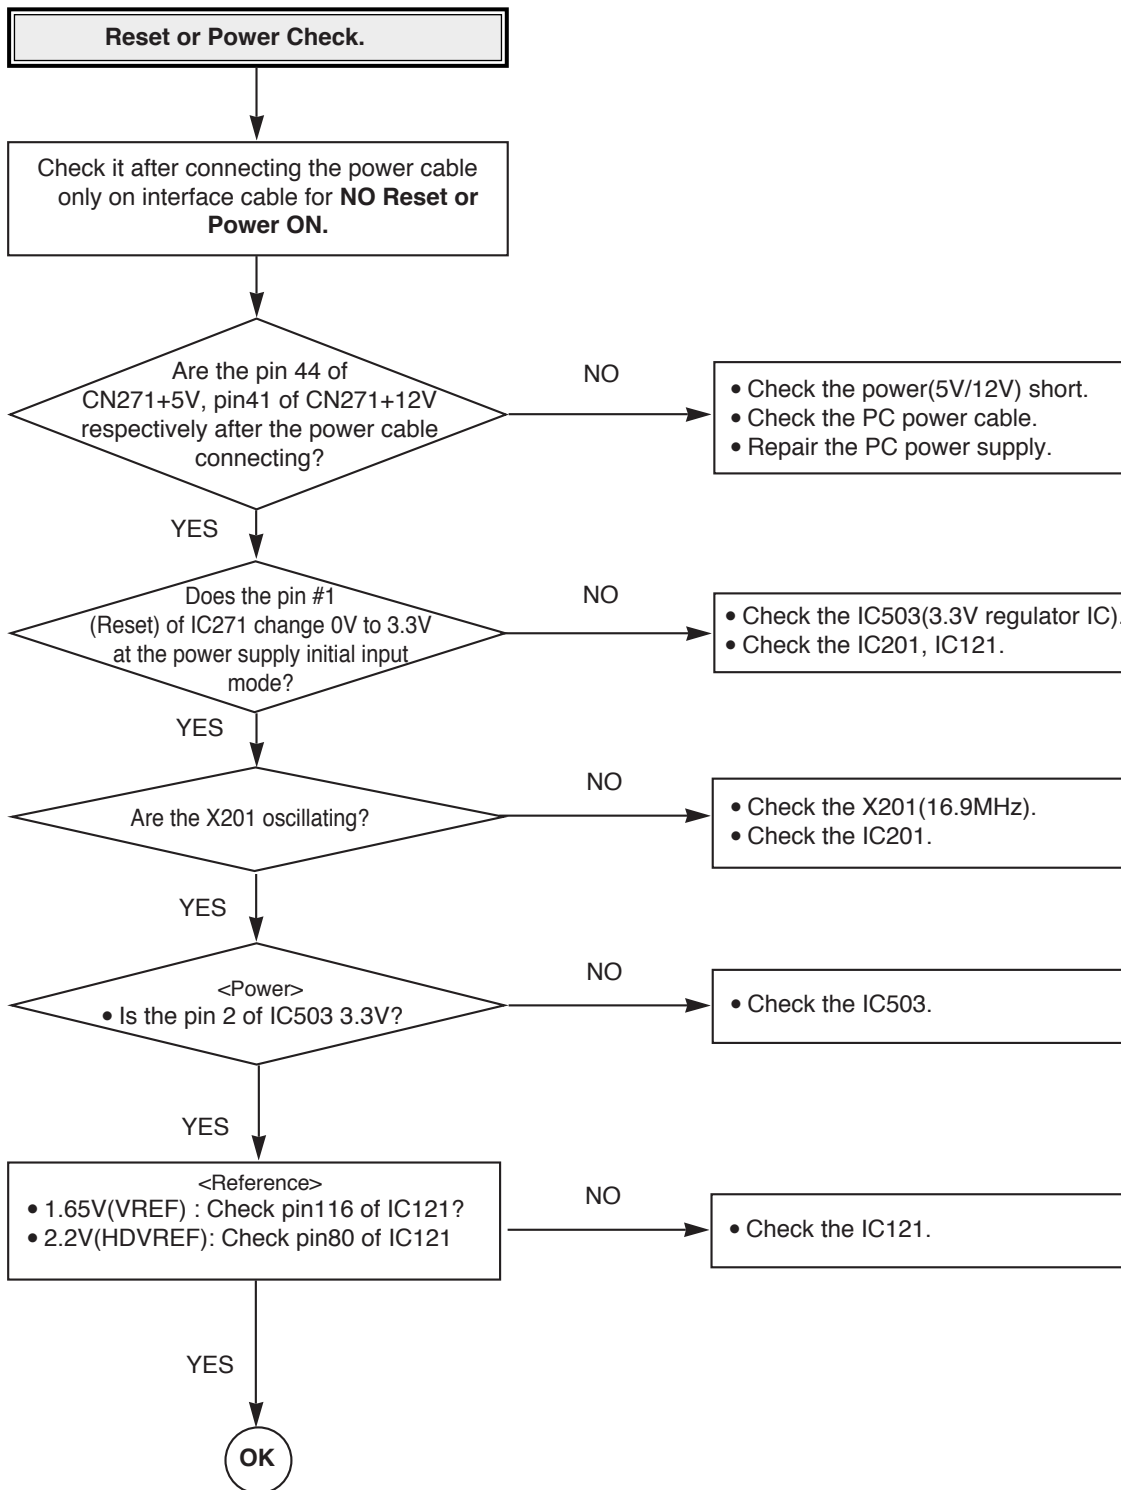 Reset or Power Check.
Check it after connecting the power cable
only on interface cable for NO Reset or
Power ON.
Are the pin 44 of
CN271+5V, pin41 of CN271+12V
respectively after the power cable
connecting?
NO
• Check the power(5V/12V) short.
• Check the PC power cable.
• Repair the PC power supply.
YES
Does the pin #1
(Reset) of IC271 change 0V to 3.3V
at the power supply initial input
mode?
NO
• Check the IC503(3.3V regulator IC).
• Check the IC201, IC121.
YES
Are the X201 oscillating?
NO
• Check the X201(16.9MHz).
• Check the IC201.
YES
<Power>
• Is the pin 2 of IC503 3.3V?
NO
• Check the IC503.
YES
<Reference>
• 1.65V(VREF) : Check pin116 of IC121?
• 2.2V(HDVREF): Check pin80 of IC121
NO
• Check the IC121.
YES
OK